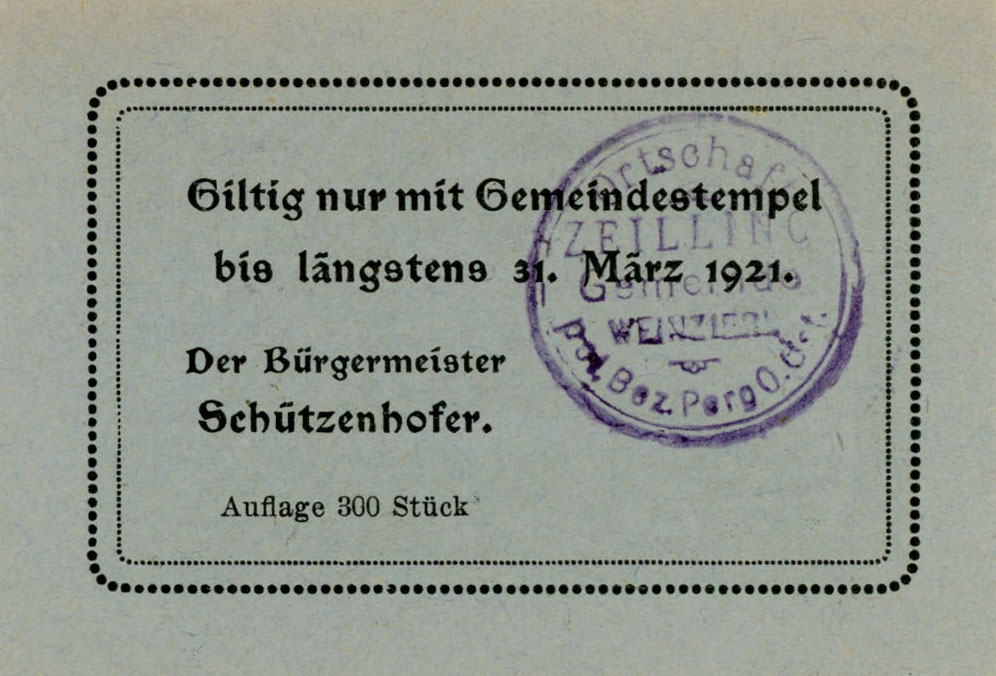 Giltig nur mit Gemeindestempel
bis längstens 31. März 1921.
Der Bürgermeister
Schützenhofer.
Auflage 300 Stück
Ortschaft
ZEILLING
Gemeinde
WEINZIERL
pol. Bez. Perg O.Ö.